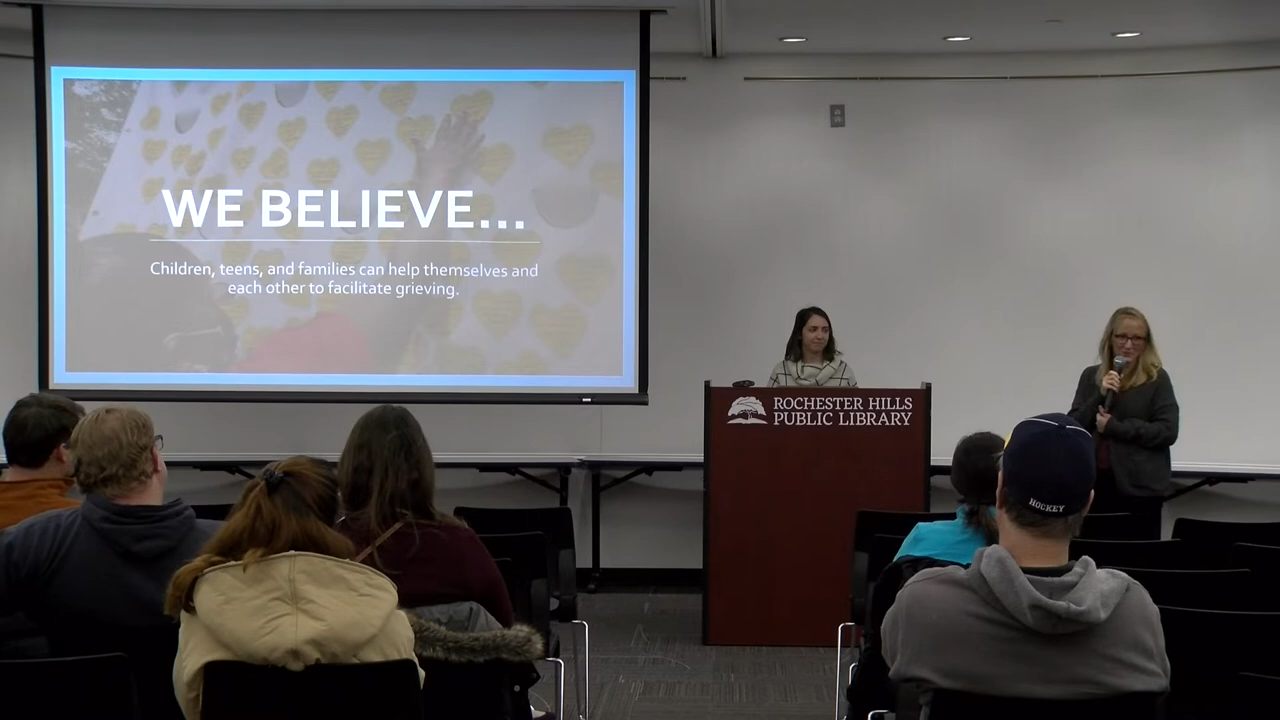 WE BELIEVE...
Children, teens, and families can help themselves and
each other to facilitate grieving.
ROCHESTER HILLS
PUBLIC LIBRARY
HOCKEY